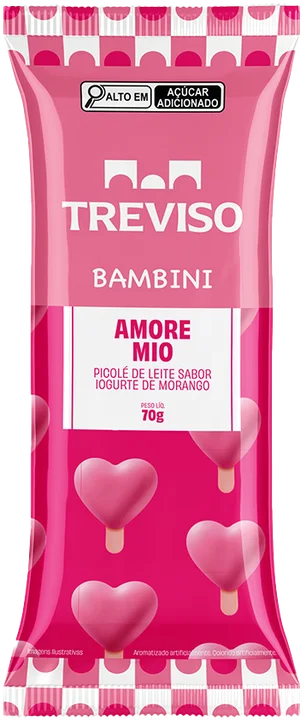 ALTO EM
AÇÚCAR
ADICIONADO
TREVISO
BAMBINI
AMORE
MIO
PICOLÉ DE LEITE SABOR
IOGURTE DE MORANGO
PESO LÍQ.
70g
Imagens Ilustrativas
Aromatizado artificialmente. Colorido artificialmente.